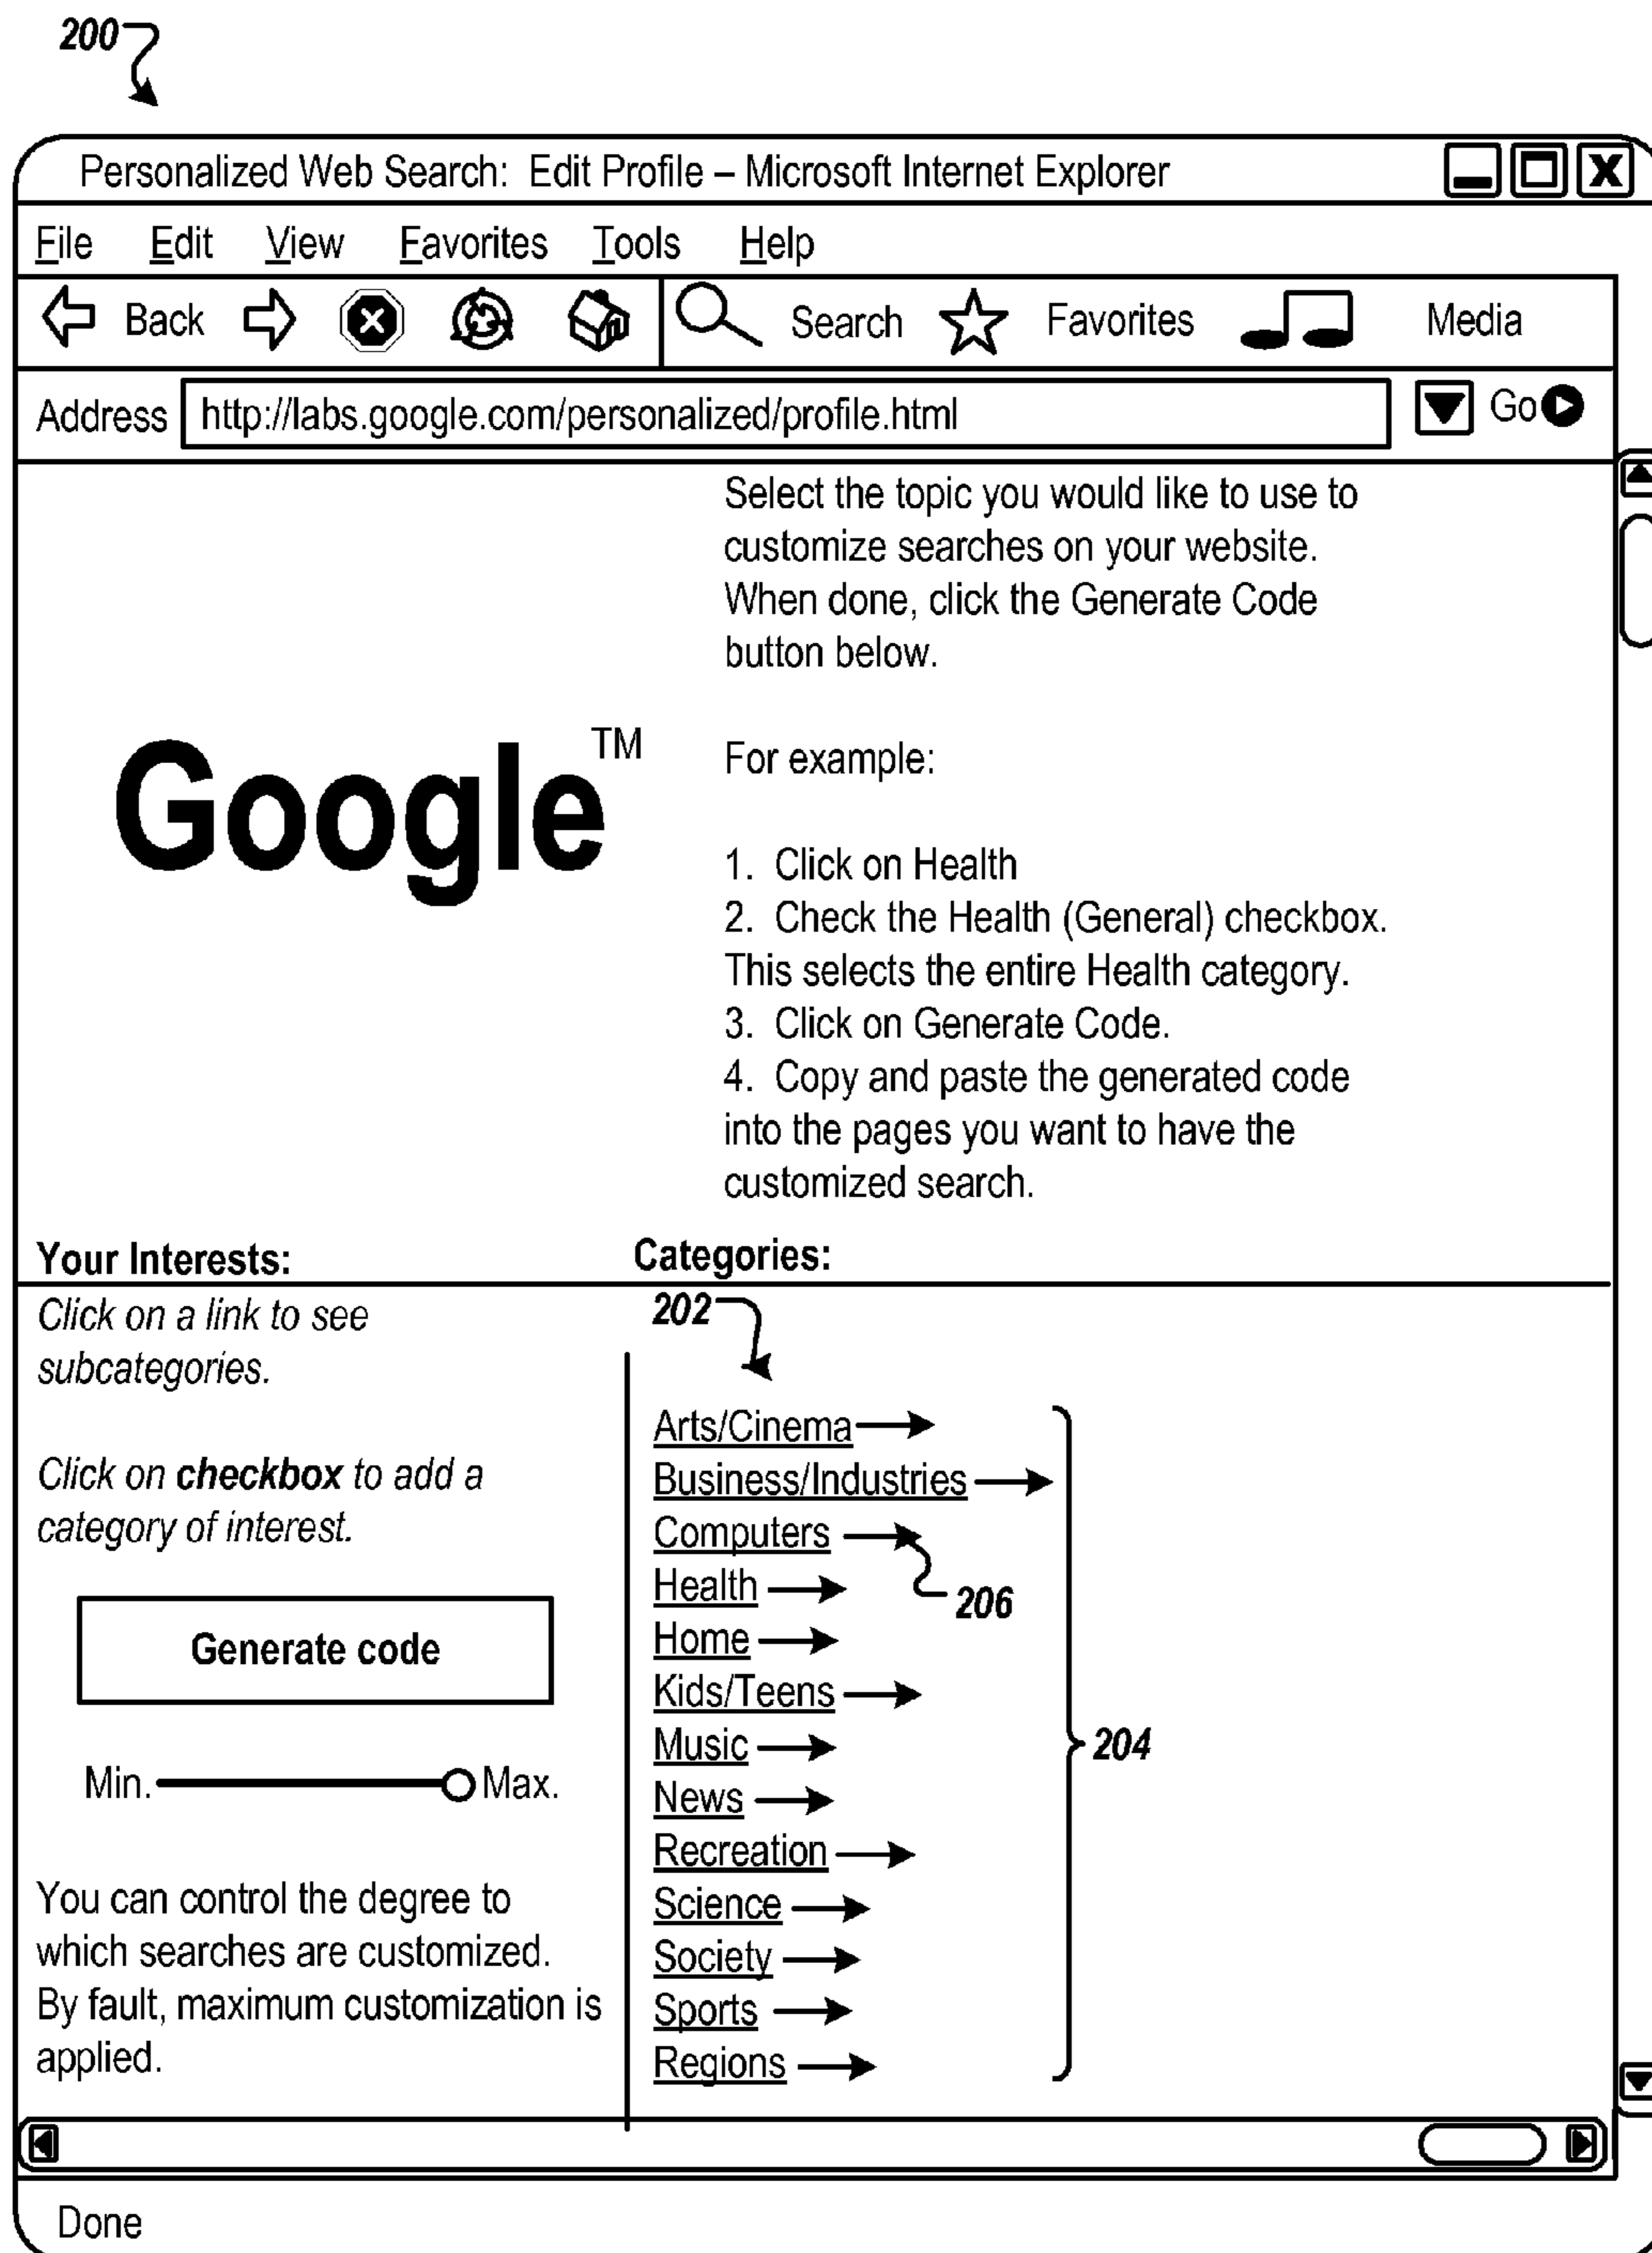 200
Personalized Web Search: Edit Profile – Microsoft Internet Explorer
File Edit View Favorites Tools Help
Back Search Favorites Media
Address http://labs.google.com/personalized/profile.html Go
Select the topic you would like to use to
customize searches on your website.
When done, click the Generate Code
button below.
Google™
For example:
1. Click on Health
2. Check the Health (General) checkbox.
This selects the entire Health category.
3. Click on Generate Code.
4. Copy and paste the generated code
into the pages you want to have the
customized search.
Your Interests:
Click on a link to see
subcategories.
Click on checkbox to add a
category of interest.
Generate code
Min. Max.
You can control the degree to
which searches are customized.
By fault, maximum customization is
applied.
Categories:
202
Arts/Cinema
Business/Industries
Computers
206
Health
Home
Kids/Teens
Music
204
News
Recreation
Science
Society
Sports
Regions
Done